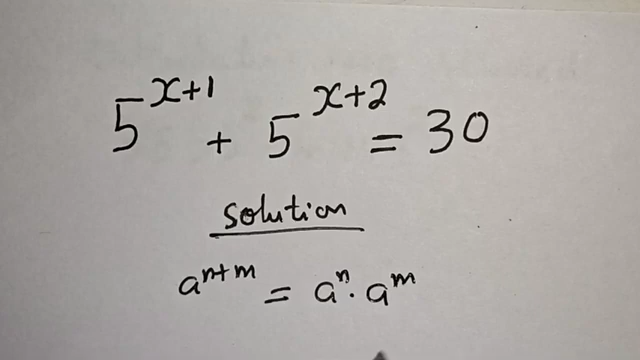 5^{x+1} + 5^{x+2} = 30
Solution
a^{n+m} = a^n · a^m